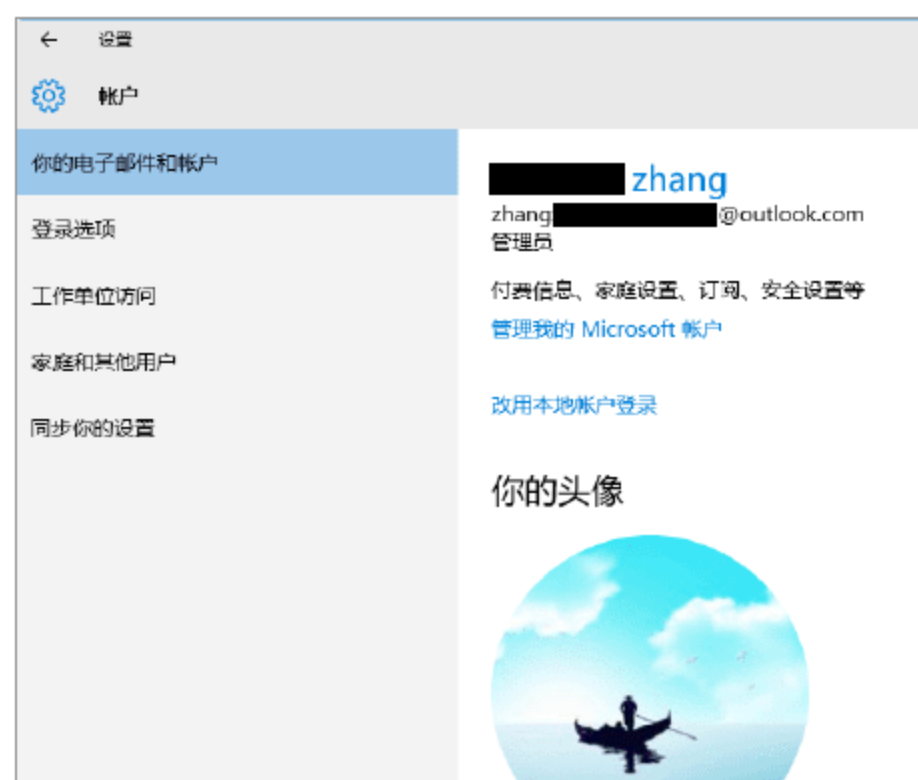 设置
帐户
你的电子邮件和帐户
登录选项
工作单位访问
家庭和其他用户
同步你的设置
zhang
zhang @outlook.com
管理员
付费信息、家庭设置、订阅、安全设置等
管理我的 Microsoft 帐户
改用本地帐户登录
你的头像